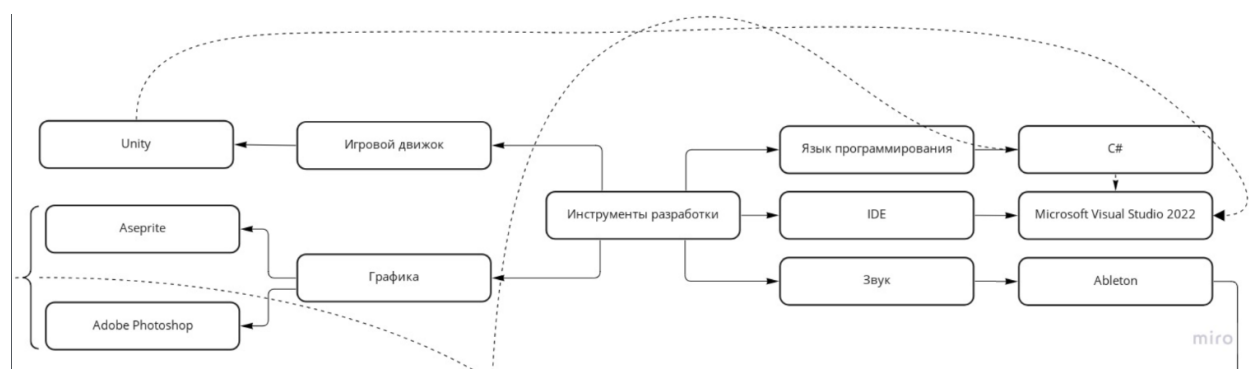 Unity
Игровой движок
Язык программирования
C#
Aseprite
Инструменты разработки
IDE
Microsoft Visual Studio 2022
Графика
Звук
Ableton
Adobe Photoshop
miro